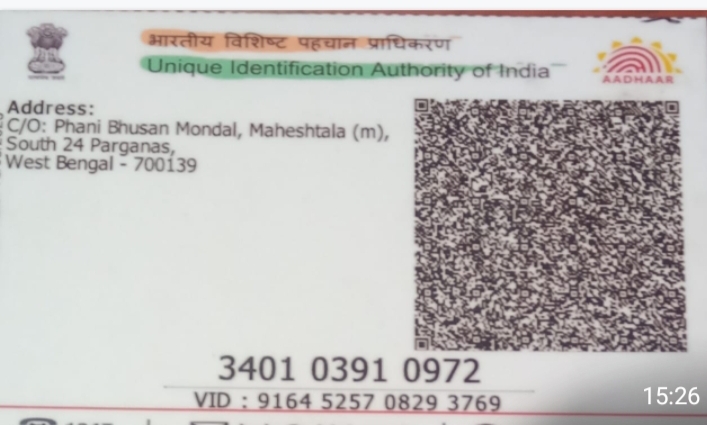 भारतीय विशिष्ट पहचान प्राधिकरण
Unique Identification Authority of India
AADHAAR
Address:
C/O: Phani Bhusan Mondal, Maheshtala (m),
South 24 Parganas,
West Bengal - 700139
3401 0391 0972
VID : 9164 5257 0829 3769
15:26